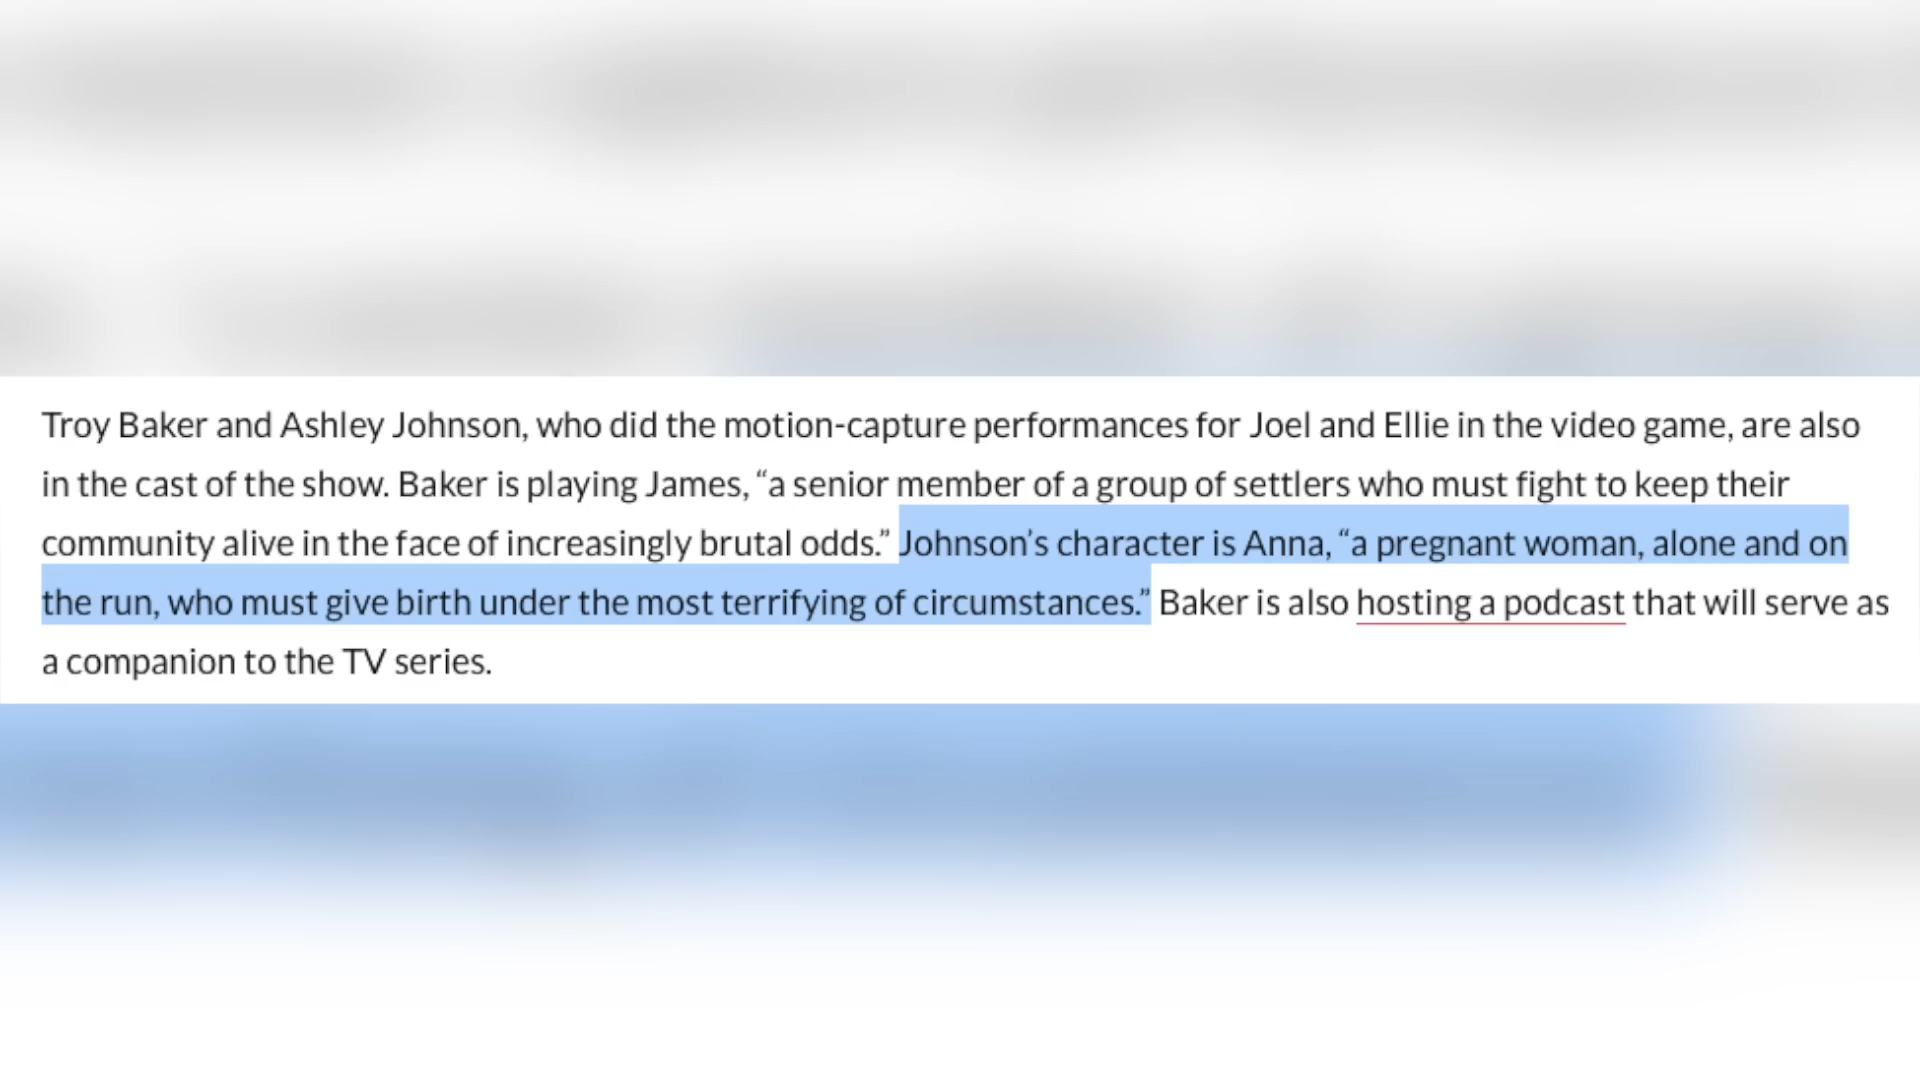 Troy Baker and Ashley Johnson, who did the motion-capture performances for Joel and Ellie in the video game, are also
in the cast of the show. Baker is playing James, “a senior member of a group of settlers who must fight to keep their
community alive in the face of increasingly brutal odds.” Johnson’s character is Anna, “a pregnant woman, alone and on
the run, who must give birth under the most terrifying of circumstances.” Baker is also hosting a podcast that will serve as
a companion to the TV series.